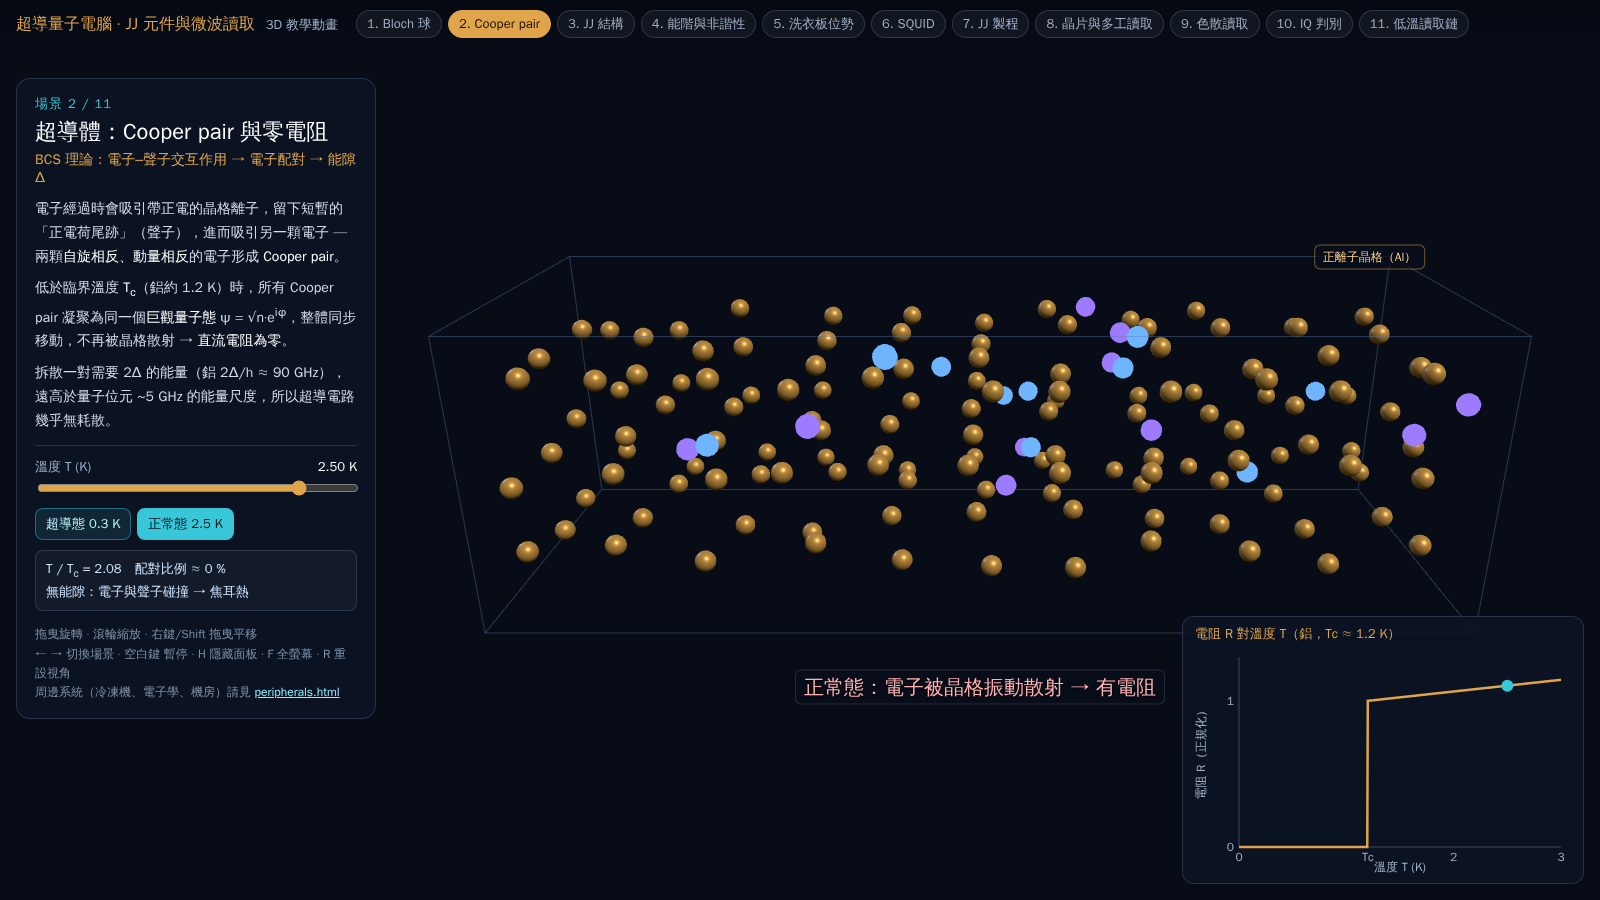 超導量子電腦 · JJ 元件與微波讀取 3D 教學動畫
1. Bloch 球
2. Cooper pair
3. JJ 結構
4. 能階與非諧性
5. 洗衣板位勢
6. SQUID
7. JJ 製程
8. 晶片與多工讀取
9. 色散讀取
10. IQ 判別
11. 低溫讀取鏈
場景 2 / 11
超導體：Cooper pair 與零電阻
BCS 理論：電子–聲子交互作用 → 電子配對 → 能隙
Δ
電子經過時會吸引帶正電的晶格離子，留下短暫的
「正電荷尾跡」（聲子），進而吸引另一顆電子 —
兩顆自旋相反、動量相反的電子形成 Cooper pair。
低於臨界溫度 Tc（鋁約 1.2 K）時，所有 Cooper
pair 凝聚為同一個巨觀量子態 ψ = √n·e^iφ，整體同步
移動，不再被晶格散射 → 直流電阻為零。
拆散一對需要 2Δ 的能量（鋁 2Δ/h ≈ 90 GHz），
遠高於量子位元 ~5 GHz 的能量尺度，所以超導電路
幾乎無耗散。
溫度 T (K) 2.50 K
超導態 0.3 K
正常態 2.5 K
T / Tc = 2.08 配對比例 ≈ 0 %
無能隙：電子與聲子碰撞 → 焦耳熱
拖曳旋轉 · 滾輪縮放 · 右鍵/Shift 拖曳平移
← → 切換場景 · 空白鍵 暫停 · H 隱藏面板 · F 全螢幕 · R 重
設視角
周邊系統（冷凍機、電子學、機房）請見 peripherals.html
正離子晶格（Al）
正常態：電子被晶格振動散射 → 有電阻
電阻 R 對溫度 T（鋁，Tc ≈ 1.2 K）
電阻 R（正規化）
1
0
0
Tc
2
3
溫度 T (K)